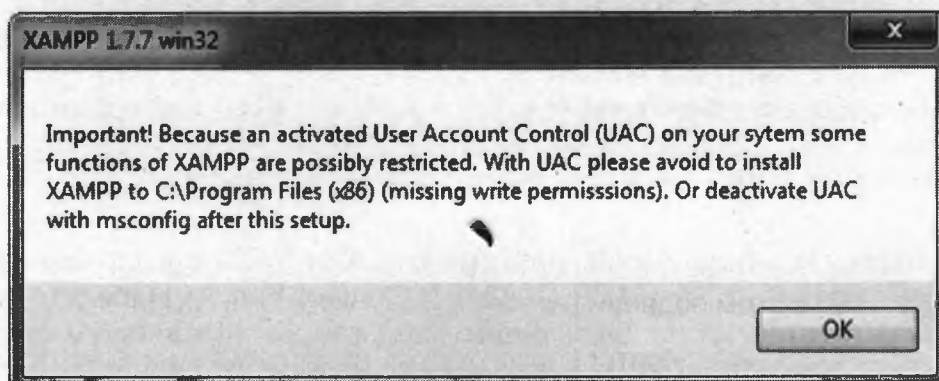 XAMPP 1.7.7 win32
Important! Because an activated User Account Control (UAC) on your sytem some
functions of XAMPP are possibly restricted. With UAC please avoid to install
XAMPP to C:\Program Files (x86) (missing write permisssions). Or deactivate UAC
with msconfig after this setup.
OK